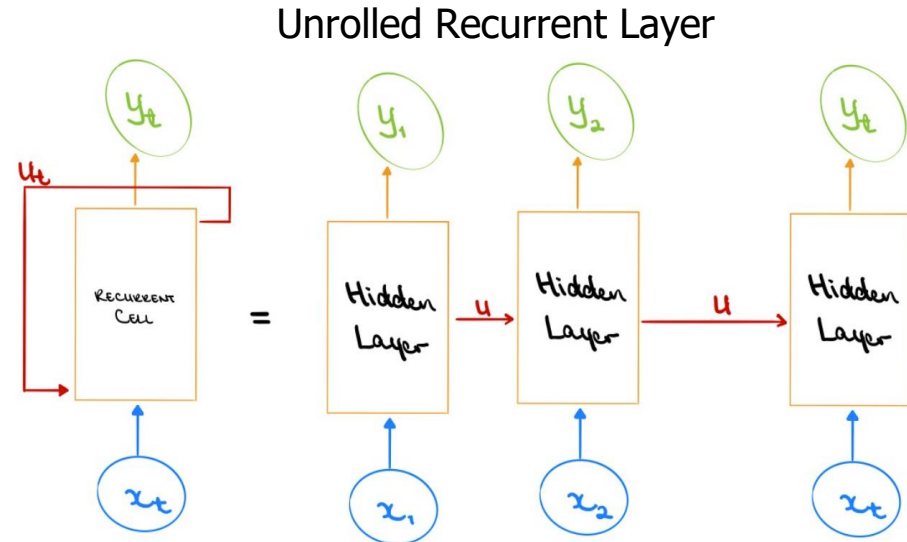 Unrolled Recurrent Layer
yt
y1
y2
yt
ut
RECURRENT
CELL
=
Hidden
Layer
u
Hidden
Layer
u
Hidden
Layer
xt
x1
x2
xt